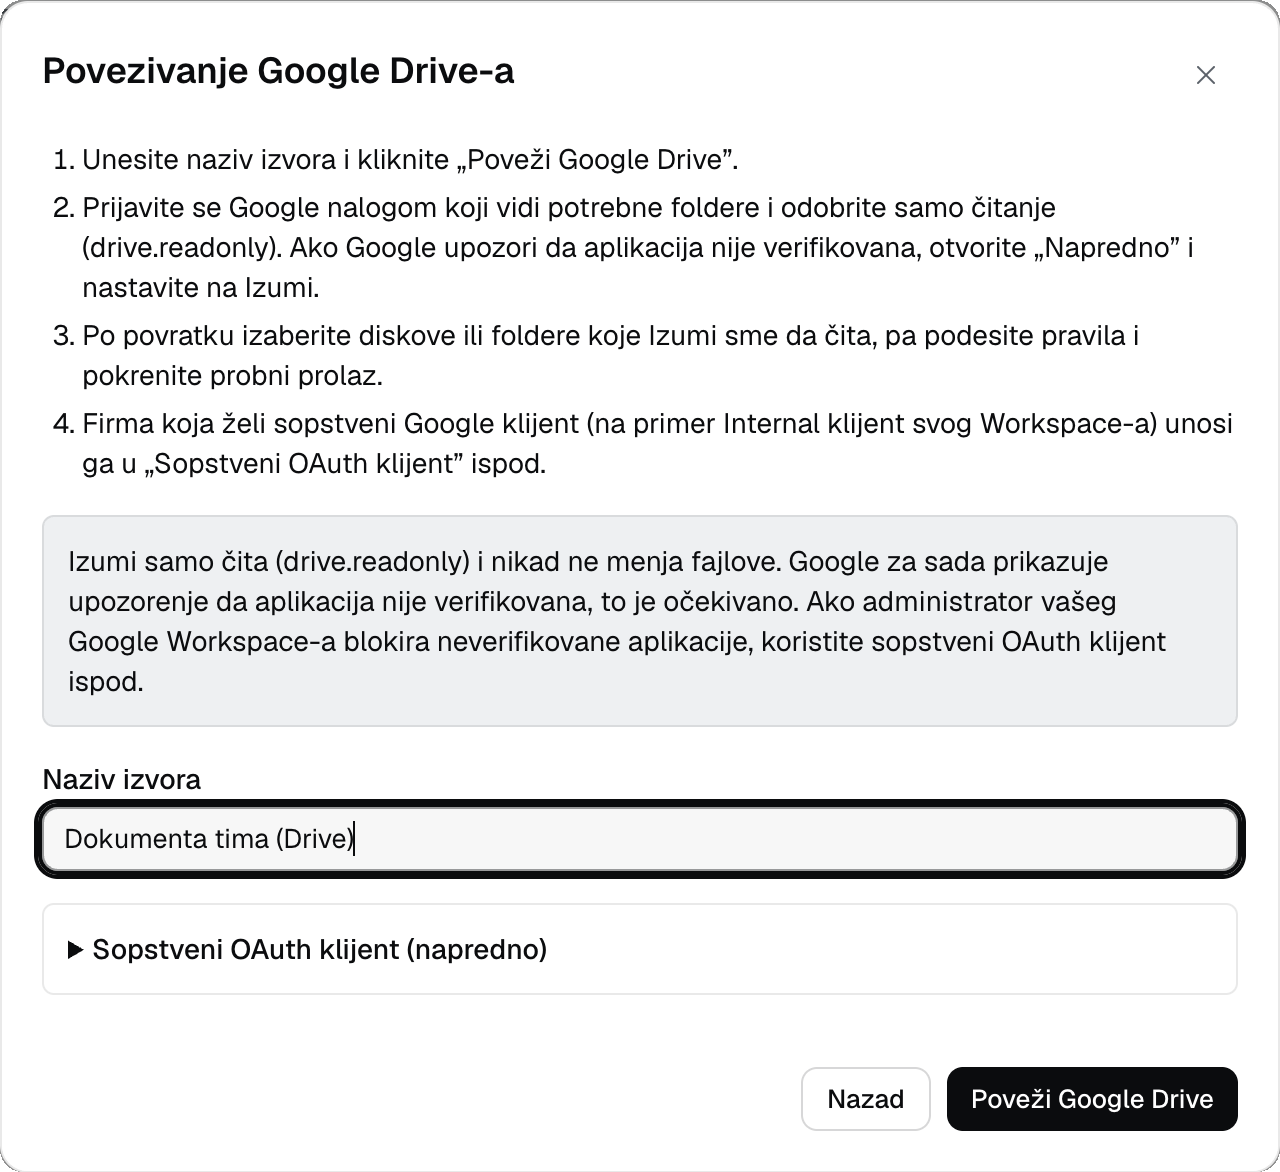 Povezivanje Google Drive-a
1. Unesite naziv izvora i kliknite „Poveži Google Drive”.
2. Prijavite se Google nalogom koji vidi potrebne foldere i odobrite samo čitanje
(drive.readonly). Ako Google upozori da aplikacija nije verifikovana, otvorite „Napredno” i
nastavite na Izumi.
3. Po povratku izaberite diskove ili foldere koje Izumi sme da čita, pa podesite pravila i
pokrenite probni prolaz.
4. Firma koja želi sopstveni Google klijent (na primer Internal klijent svog Workspace-a) unosi
ga u „Sopstveni OAuth klijent” ispod.
Izumi samo čita (drive.readonly) i nikad ne menja fajlove. Google za sada prikazuje
upozorenje da aplikacija nije verifikovana, to je očekivano. Ako administrator vašeg
Google Workspace-a blokira neverifikovane aplikacije, koristite sopstveni OAuth klijent
ispod.
Naziv izvora
Dokumenta tima (Drive)
Sopstveni OAuth klijent (napredno)
Nazad
Poveži Google Drive